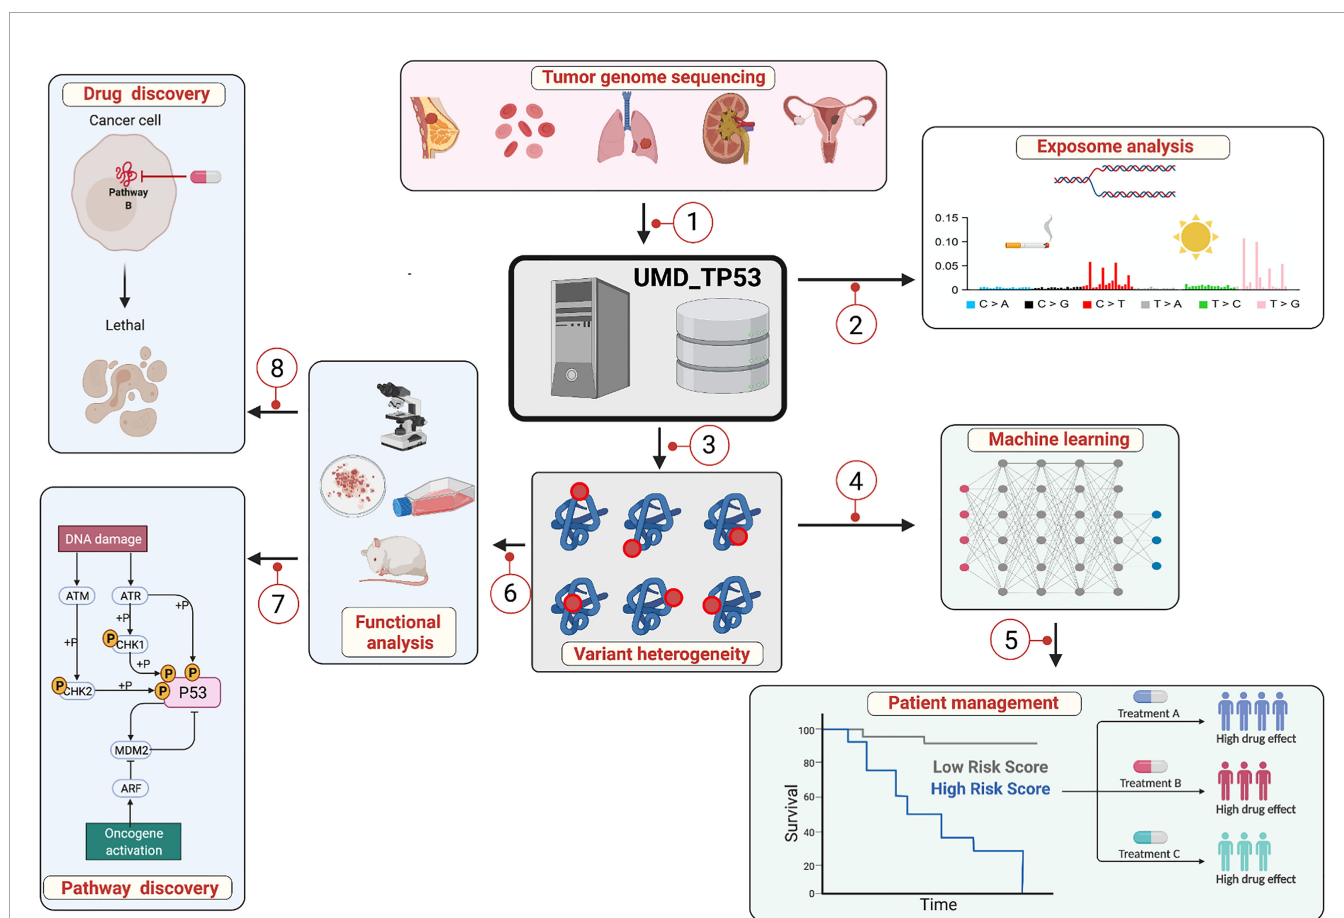 Tumor genome sequencing
1
UMD_TP53
2
Exposome analysis
0.15
0.10
0.05
0
C > A
C > G
C > T
T > A
T > C
T > G
3
Variant heterogeneity
4
Machine learning
5
Patient management
100
80
60
40
20
0
Survival
Time
Low Risk Score
High Risk Score
Treatment A
High drug effect
Treatment B
High drug effect
Treatment C
High drug effect
6
Functional
analysis
7
DNA damage
ATM
ATR
+P
+P
+P
P
CHK1
+P
P
P
P
CHK2
+P
P
P53
MDM2
ARF
Oncogene
activation
Pathway discovery
8
Drug discovery
Cancer cell
Pathway
B
Lethal